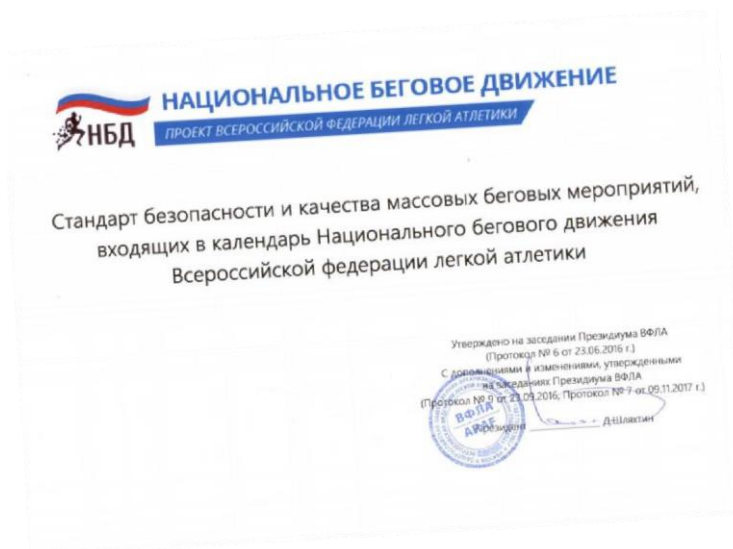 НАЦИОНАЛЬНОЕ БЕГОВОЕ ДВИЖЕНИЕ
НБД
ПРОЕКТ ВСЕРОССИЙСКОЙ ФЕДЕРАЦИИ ЛЕГКОЙ АТЛЕТИКИ
Стандарт безопасности и качества массовых беговых мероприятий,
входящих в календарь Национального бегового движения
Всероссийской федерации легкой атлетики
Утверждено на заседании Президиума ВФЛА
(Протокол № 6 от 23.06.2016 г.)
С дополнениями и изменениями, утвержденными
на заседаниях Президиума ВФЛА
(Протокол № 9 от 23.09.2016, Протокол № 7 от 09.11.2017 г.)
Президент ____________ Д.Шляхтин
ВФЛА
ARAF